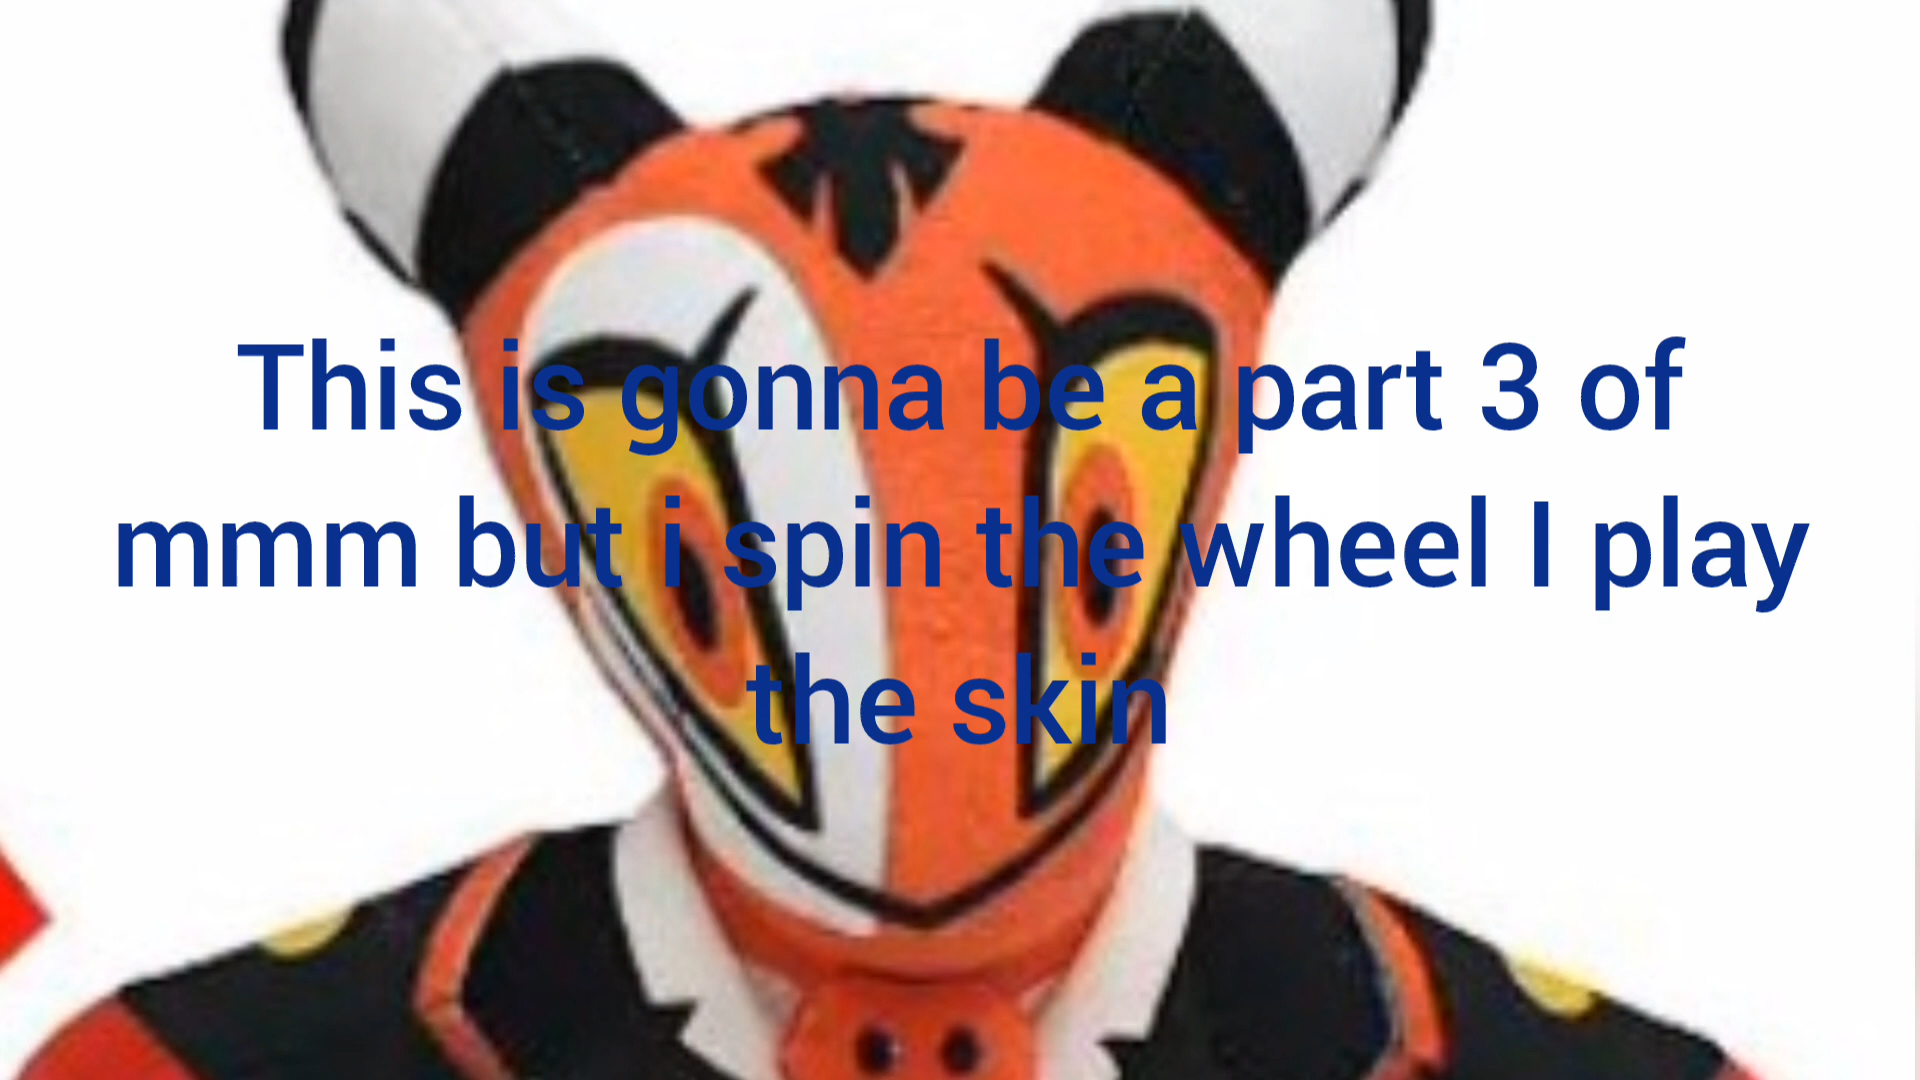 This is gonna be a part 3 of
mmm but i spin the wheel I play
the skin